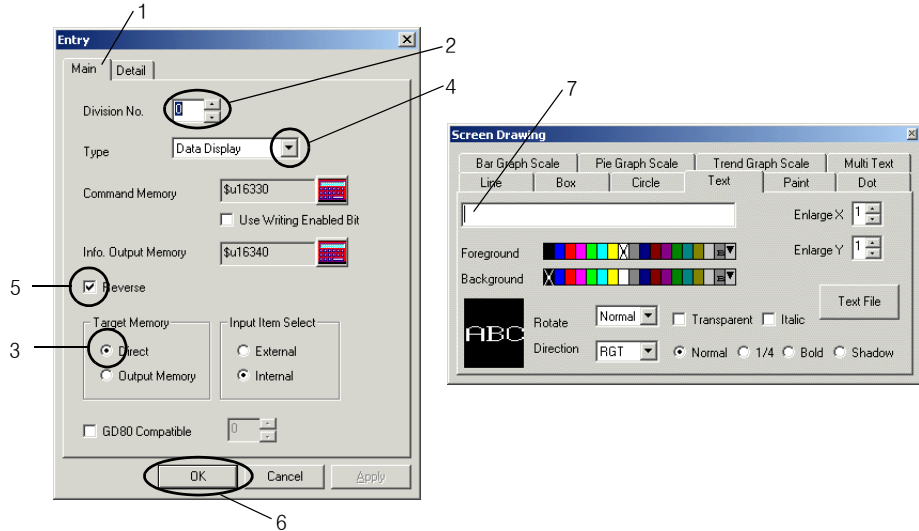 1
Entry
Main Detail
2
Division No. 0
4
Type Data Display
Command Memory $u16330
Use Writing Enabled Bit
Info. Output Memory $u16340
5
Reverse
Target Memory Input Item Select
3
Direct External
Output Memory Internal
GD80 Compatible 0
OK Cancel Apply
6
7
Screen Drawing
Bar Graph Scale Pie Graph Scale Trend Graph Scale Multi Text
Line Box Circle Text Paint Dot
Enlarge X 1
Foreground Enlarge Y 1
Background
Text File
ABC
Rotate Normal Transparent Italic
Direction RGT Normal 1/4 Bold Shadow